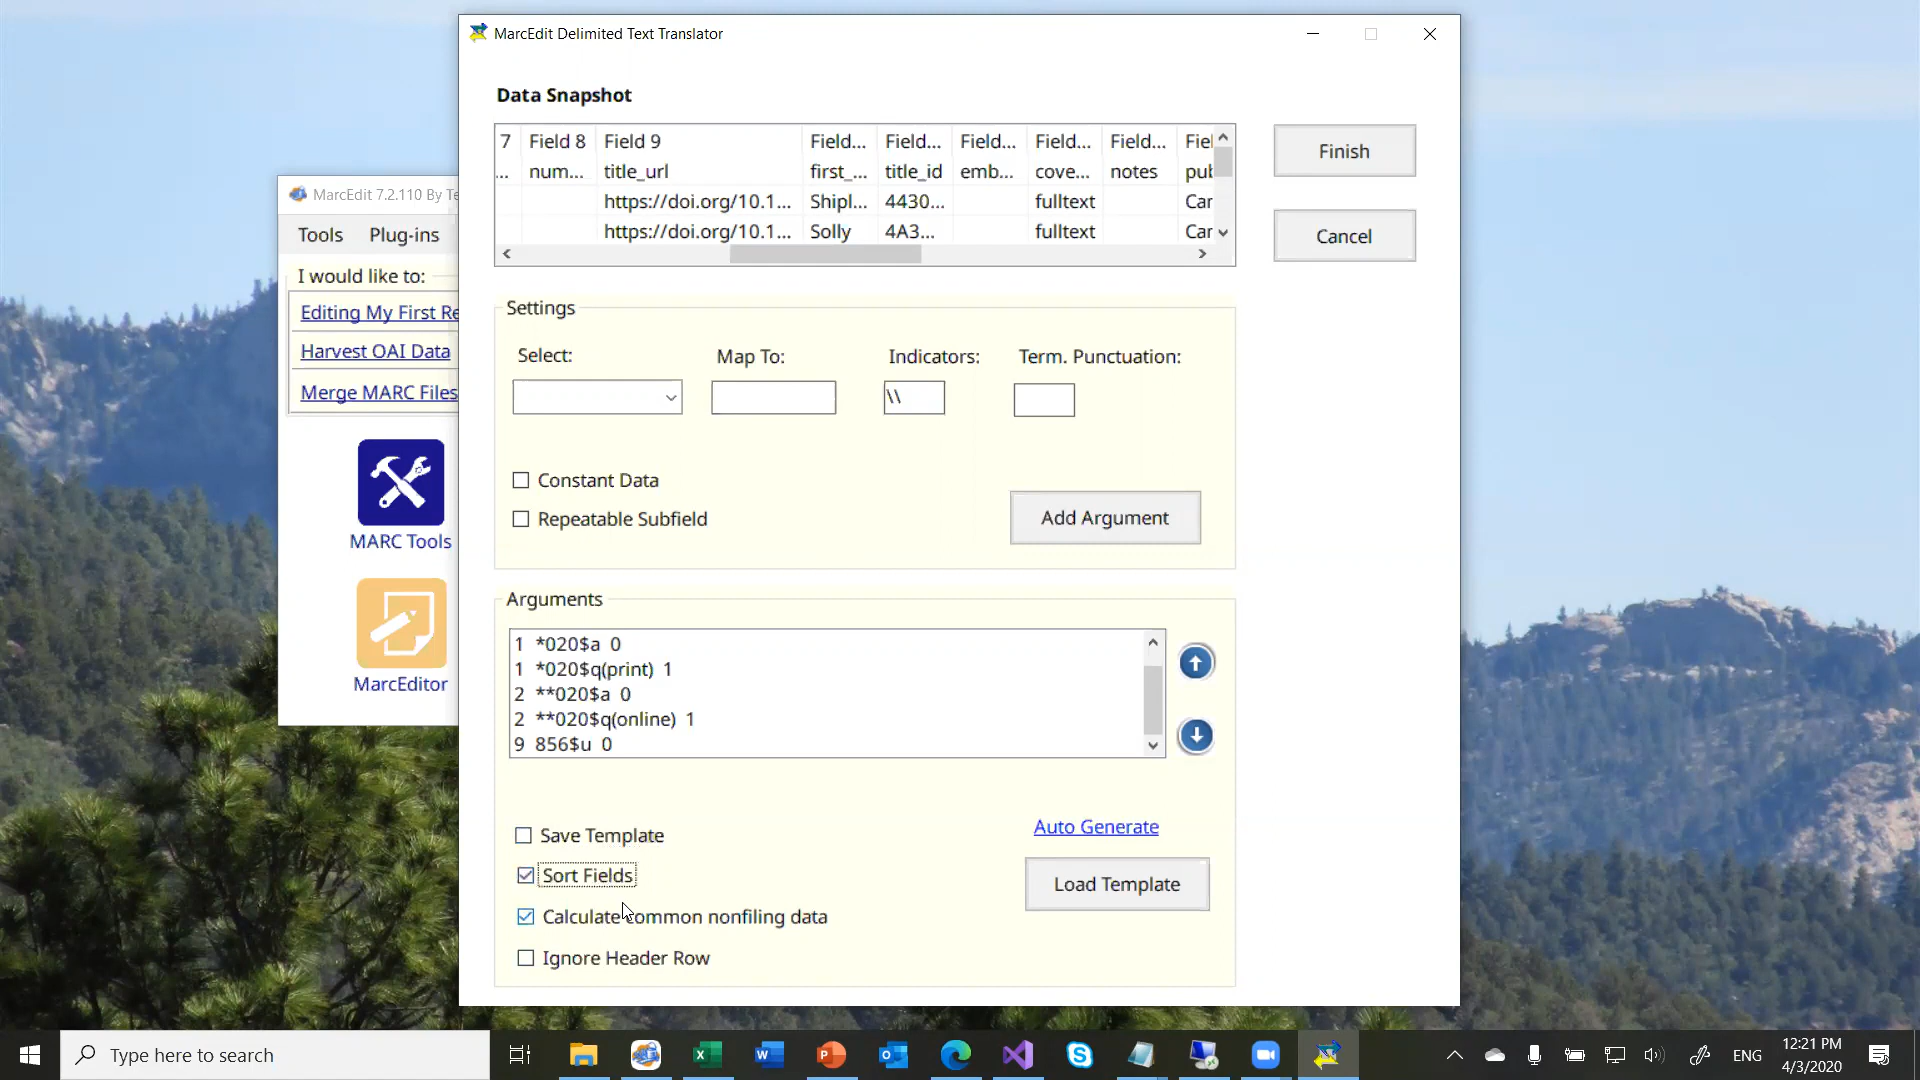 MarcEdit Delimited Text Translator
Data Snapshot
7 Field 8 Field 9 Field... Field... Field... Field... Field... Fiel
... num... title_url first_... title_id emb... cove... notes pub
https://doi.org/10.1... Shipl... 4430... fulltext Car
https://doi.org/10.1... Solly 4A3... fulltext Car
Finish
Cancel
MarcEdit 7.2.110 By Te
Tools Plug-ins
I would like to:
Editing My First Re
Harvest OAI Data
Merge MARC Files
MARC Tools
MarcEditor
Settings
Select: Map To: Indicators: Term. Punctuation:
\\
Constant Data
Repeatable Subfield
Add Argument
Arguments
1 *020$a 0
1 *020$q(print) 1
2 **020$a 0
2 **020$q(online) 1
9 856$u 0
Save Template
Auto Generate
Sort Fields
Load Template
Calculate common nonfiling data
Ignore Header Row
Type here to search
ENG
12:21 PM
4/3/2020